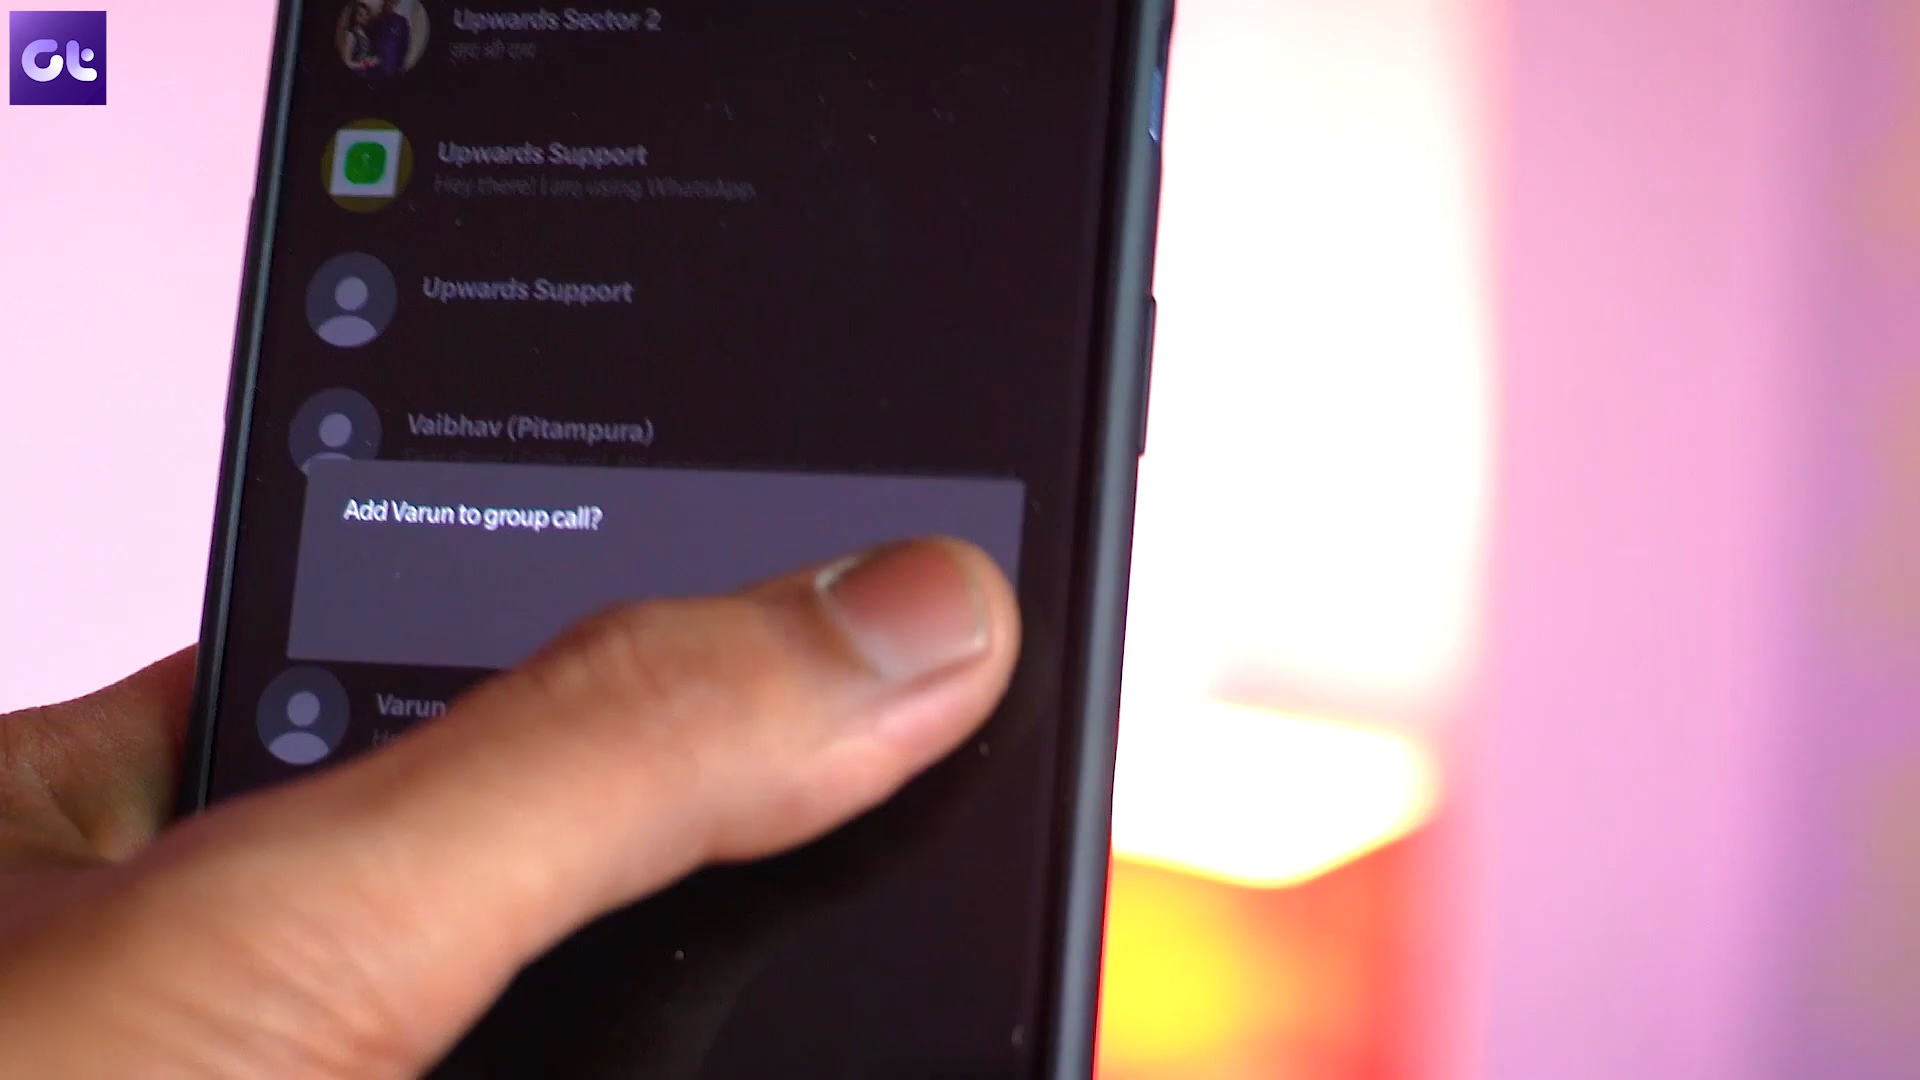 Gt
Upwards Sector 2
Upwards Support
Hey there! I am using WhatsApp.
Upwards Support
Vaibhav (Pitampura)
Add Varun to group call?
Varun